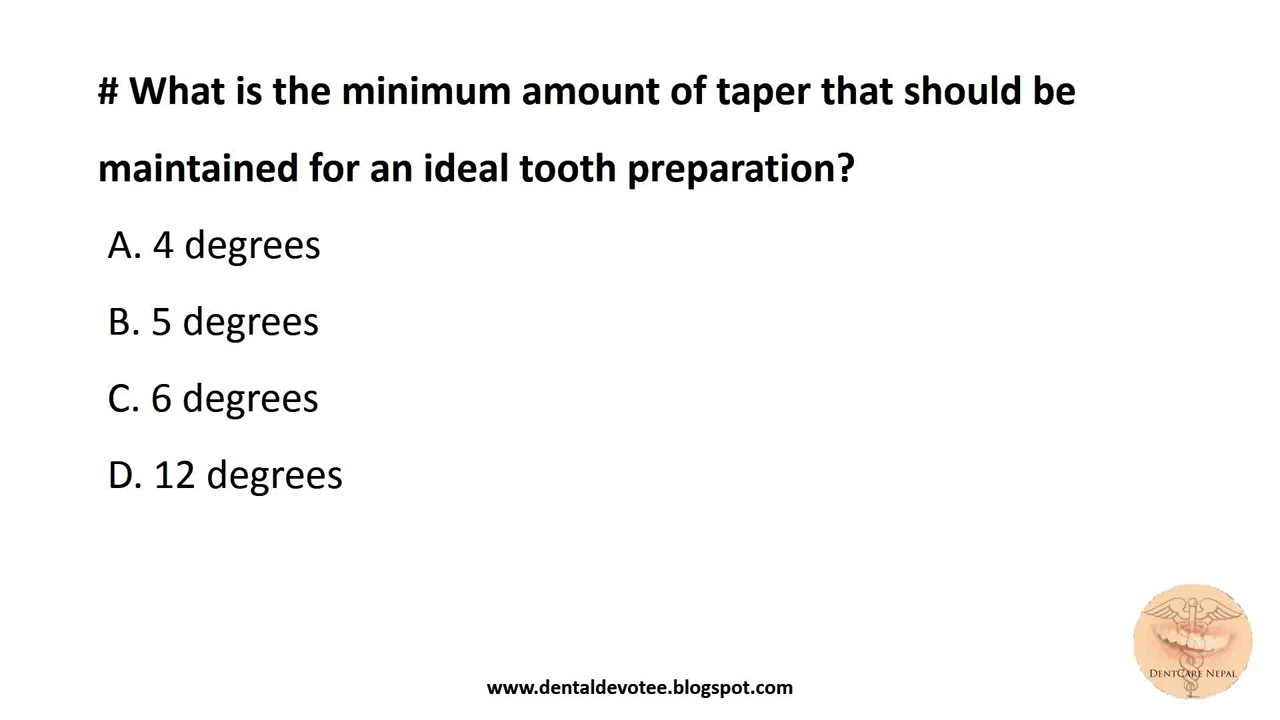 # What is the minimum amount of taper that should be
maintained for an ideal tooth preparation?
A. 4 degrees
B. 5 degrees
C. 6 degrees
D. 12 degrees
DENTCARE NEPAL
www.dentaldevotee.blogspot.com